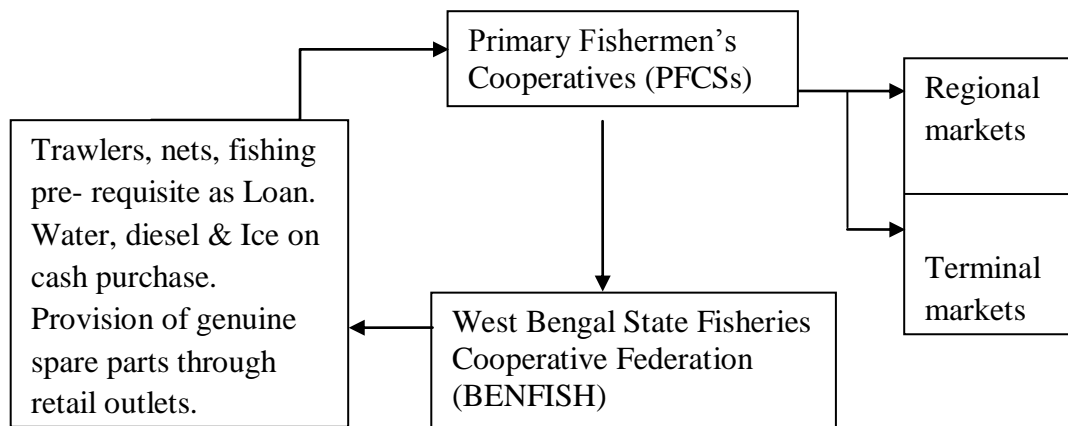 Primary Fishermen’s
Cooperatives (PFCSs)
Regional
markets
Trawlers, nets, fishing
pre- requisite as Loan.
Water, diesel & Ice on
cash purchase.
Provision of genuine
spare parts through
retail outlets.
Terminal
markets
West Bengal State Fisheries
Cooperative Federation
(BENFISH)